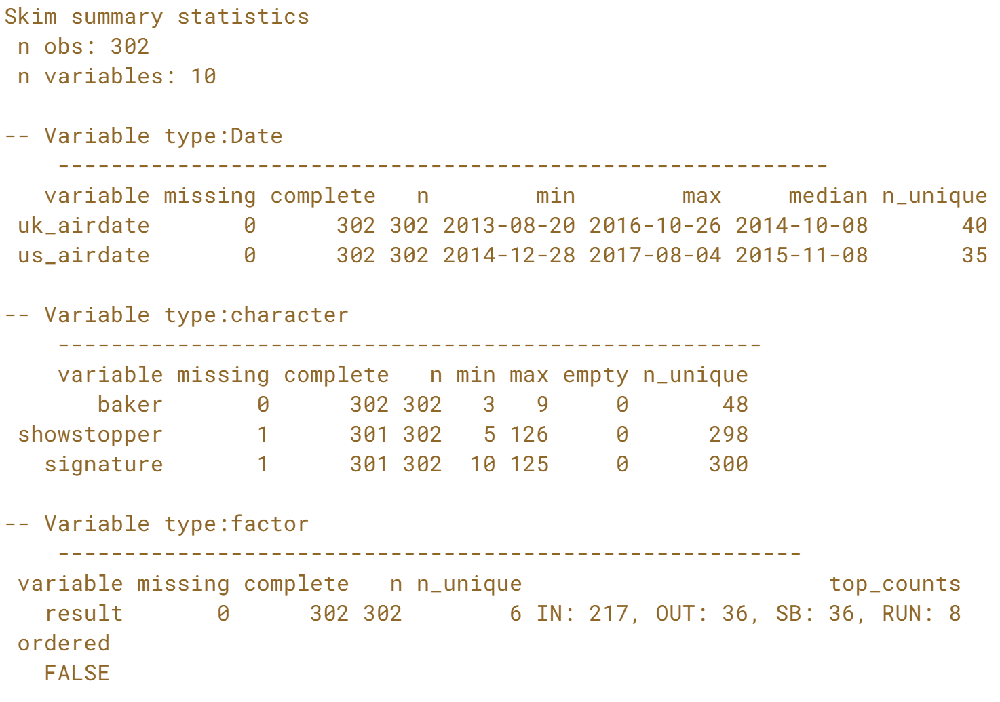 Skim summary statistics
 n obs: 302
 n variables: 10

-- Variable type:Date
    ----------------------------------------------------------
   variable missing complete   n        min        max     median n_unique
 uk_airdate       0      302 302 2013-08-20 2016-10-26 2014-10-08       40
 us_airdate       0      302 302 2014-12-28 2017-08-04 2015-11-08       35

-- Variable type:character
    -----------------------------------------------------
    variable missing complete   n min max empty n_unique
       baker       0      302 302   3   9     0       48
 showstopper       1      301 302   5 126     0      298
   signature       1      301 302  10 125     0      300

-- Variable type:factor
    --------------------------------------------------------
 variable missing complete   n n_unique                       top_counts
   result       0      302 302        6 IN: 217, OUT: 36, SB: 36, RUN: 8
 ordered
   FALSE